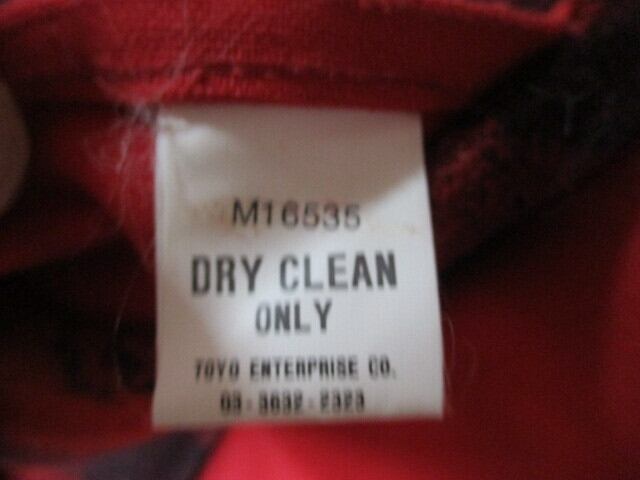 M16535
DRY CLEAN
ONLY
TOYO ENTERPRISE CO.
03-3632-2323